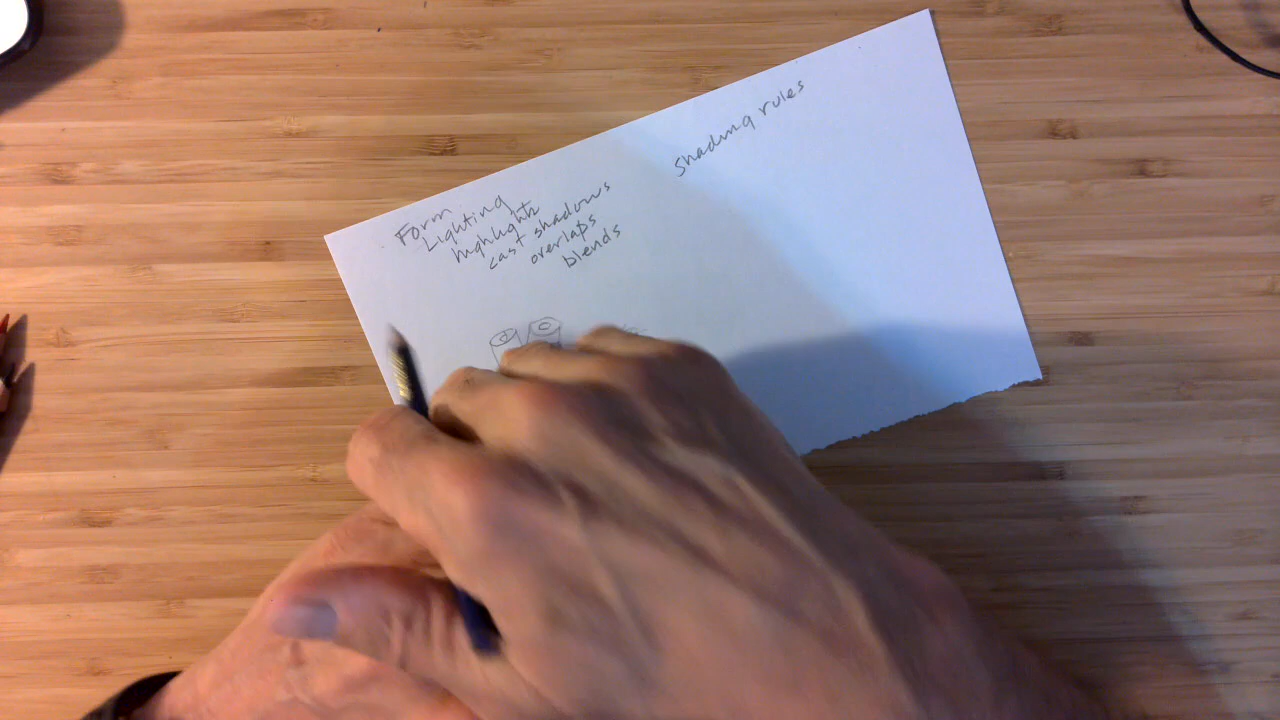 Form
Lighting
highlights
cast shadows
overlaps
blends
Shading rules